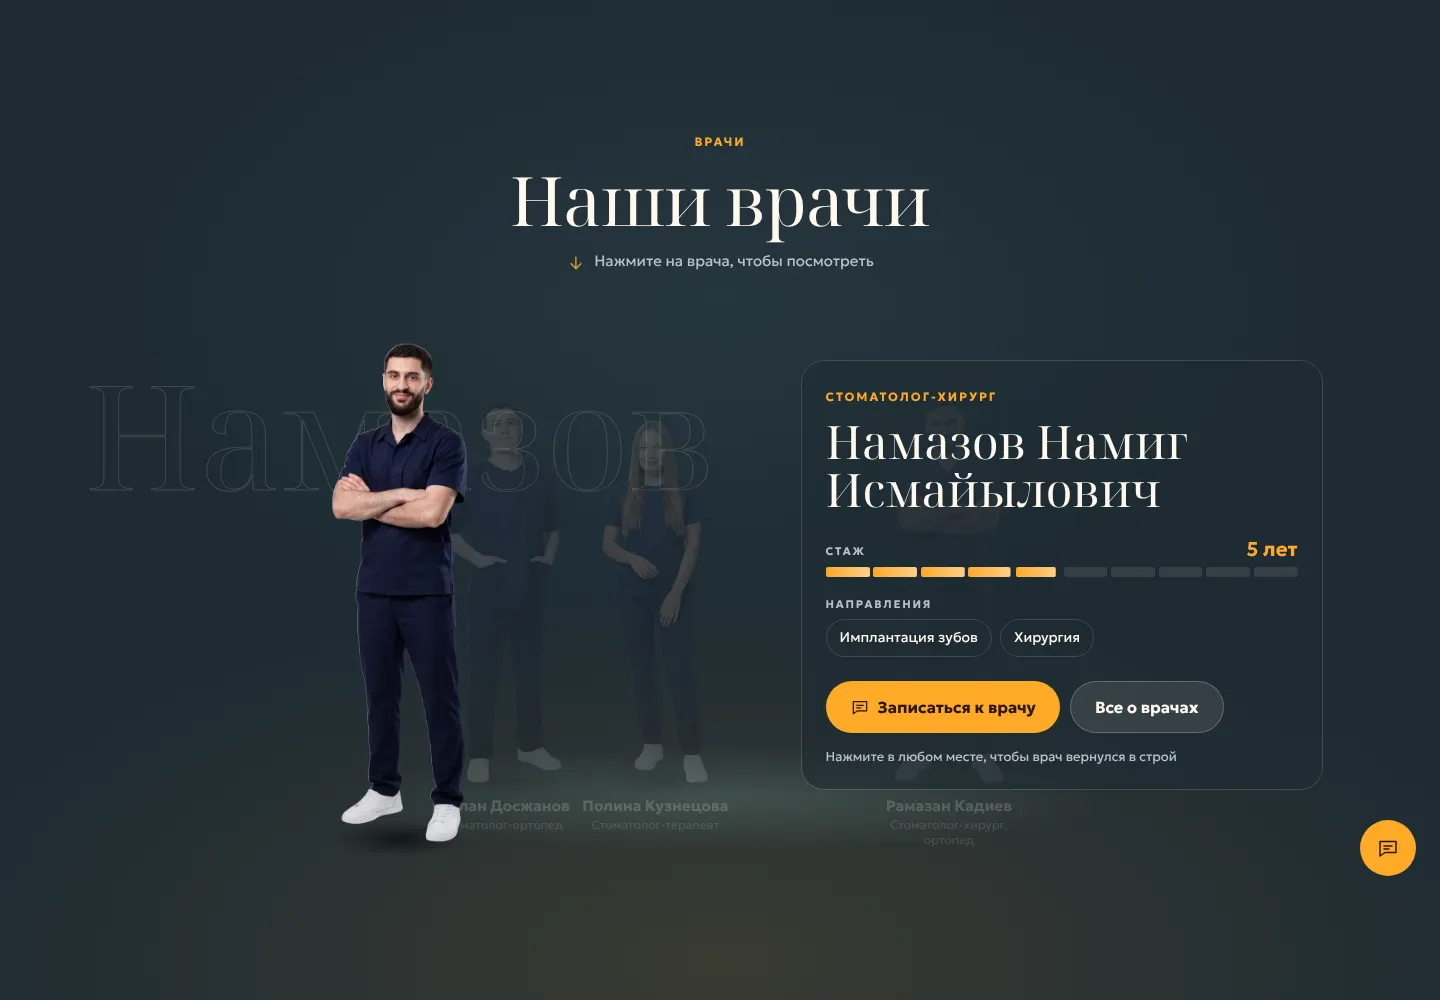 ВРАЧИ
Наши врачи
Нажмите на врача, чтобы посмотреть
Намазов
СТОМАТОЛОГ-ХИРУРГ
Намазов Намиг
Исмайылович
СТАЖ
5 лет
НАПРАВЛЕНИЯ
Имплантация зубов
Хирургия
Записаться к врачу
Все о врачах
Нажмите в любом месте, чтобы врач вернулся в строй
Досжанов
Стоматолог-ортопед
Полина Кузнецова
Стоматолог-терапевт
Рамазан Кадиев
Стоматолог-хирург,
ортопед